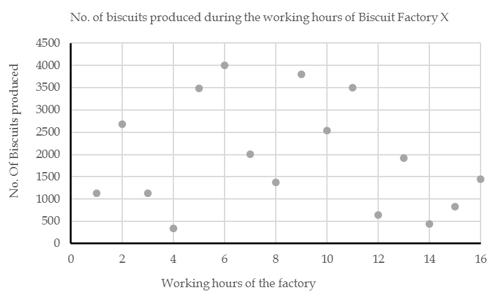 No. of biscuits produced during the working hours of Biscuit Factory X
No. Of Biscuits produced
4500
4000
3500
3000
2500
2000
1500
1000
500
0
0 2 4 6 8 10 12 14 16
Working hours of the factory